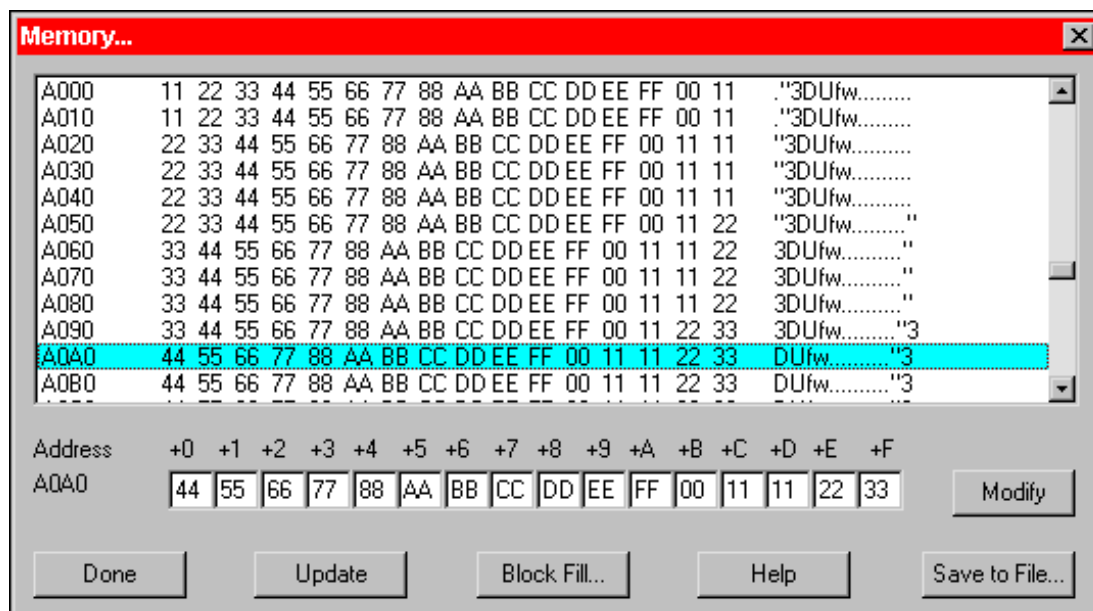 Memory...
A000 11 22 33 44 55 66 77 88 AA BB CC DD EE FF 00 11 ."3DUfw.........
A010 11 22 33 44 55 66 77 88 AA BB CC DD EE FF 00 11 ."3DUfw.........
A020 22 33 44 55 66 77 88 AA BB CC DD EE FF 00 11 11 "3DUfw..........
A030 22 33 44 55 66 77 88 AA BB CC DD EE FF 00 11 11 "3DUfw..........
A040 22 33 44 55 66 77 88 AA BB CC DD EE FF 00 11 11 "3DUfw..........
A050 22 33 44 55 66 77 88 AA BB CC DD EE FF 00 11 22 "3DUfw........."
A060 33 44 55 66 77 88 AA BB CC DD EE FF 00 11 11 22 3DUfw.........."
A070 33 44 55 66 77 88 AA BB CC DD EE FF 00 11 11 22 3DUfw.........."
A080 33 44 55 66 77 88 AA BB CC DD EE FF 00 11 11 22 3DUfw.........."
A090 33 44 55 66 77 88 AA BB CC DD EE FF 00 11 22 33 3DUfw........."3
A0A0 44 55 66 77 88 AA BB CC DD EE FF 00 11 11 22 33 DUfw.........."3
A0B0 44 55 66 77 88 AA BB CC DD EE FF 00 11 11 22 33 DUfw.........."3
Address +0 +1 +2 +3 +4 +5 +6 +7 +8 +9 +A +B +C +D +E +F
A0A0 44 55 66 77 88 AA BB CC DD EE FF 00 11 11 22 33 Modify
Done Update Block Fill... Help Save to File...